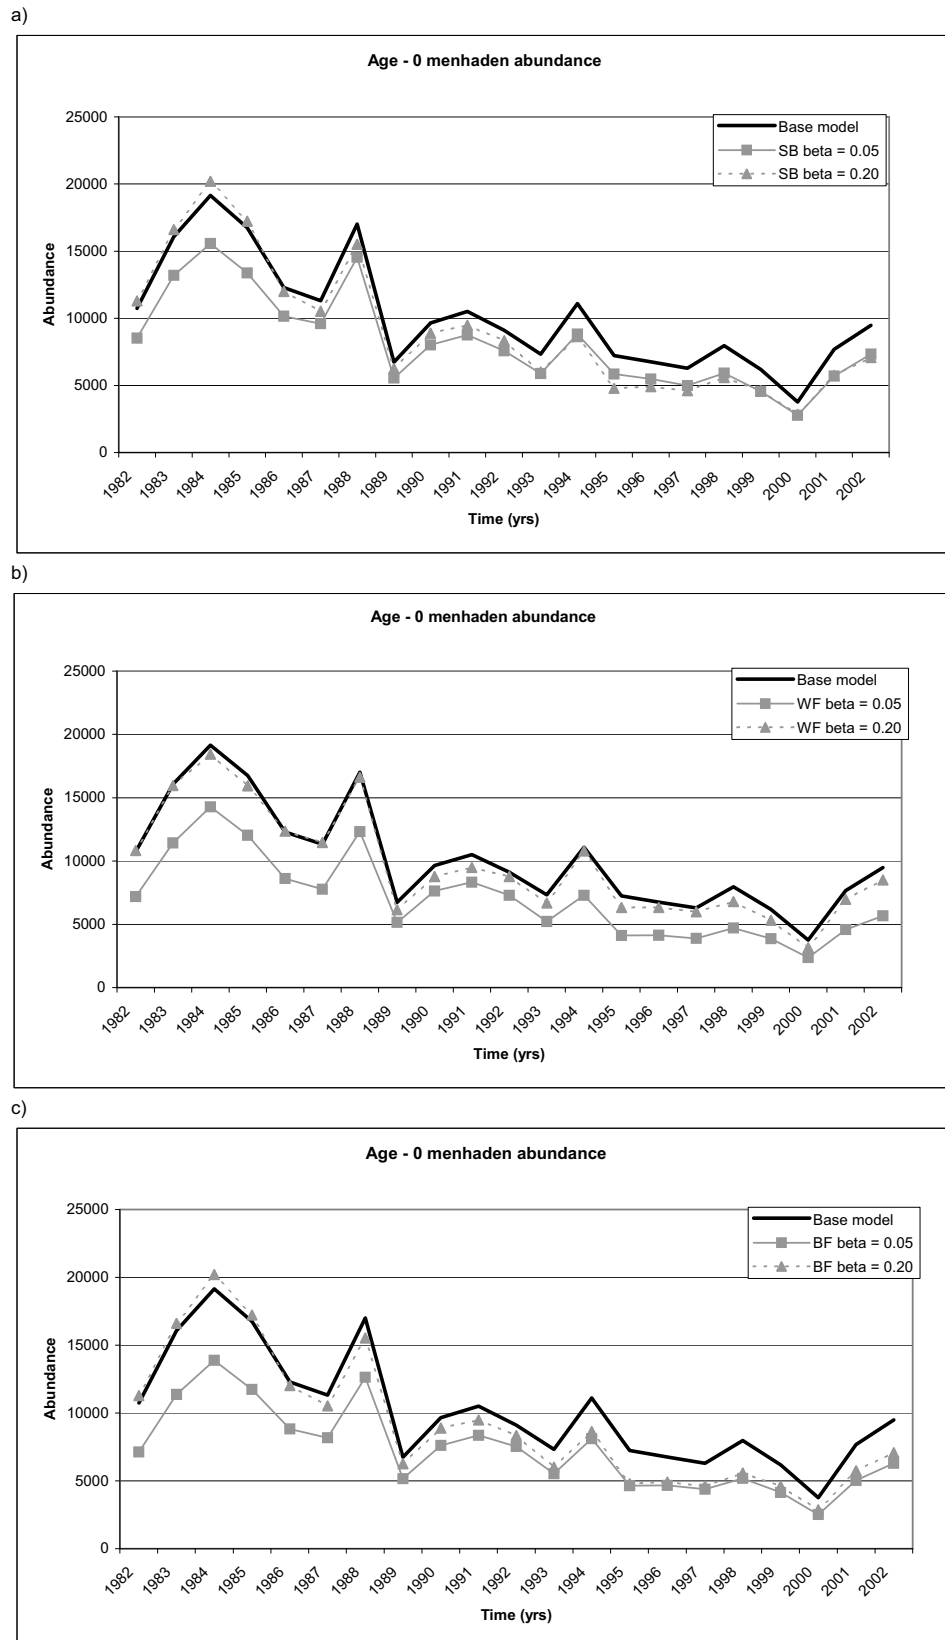 a)
Age - 0 menhaden abundance
25000
20000
15000
10000
5000
0
Abundance
Base model
SB beta = 0.05
SB beta = 0.20
1982 1983 1984 1985 1986 1987 1988 1989 1990 1991 1992 1993 1994 1995 1996 1997 1998 1999 2000 2001 2002
Time (yrs)
b)
Age - 0 menhaden abundance
25000
20000
15000
10000
5000
0
Abundance
Base model
WF beta = 0.05
WF beta = 0.20
1982 1983 1984 1985 1986 1987 1988 1989 1990 1991 1992 1993 1994 1995 1996 1997 1998 1999 2000 2001 2002
Time (yrs)
c)
Age - 0 menhaden abundance
25000
20000
15000
10000
5000
0
Abundance
Base model
BF beta = 0.05
BF beta = 0.20
1982 1983 1984 1985 1986 1987 1988 1989 1990 1991 1992 1993 1994 1995 1996 1997 1998 1999 2000 2001 2002
Time (yrs)